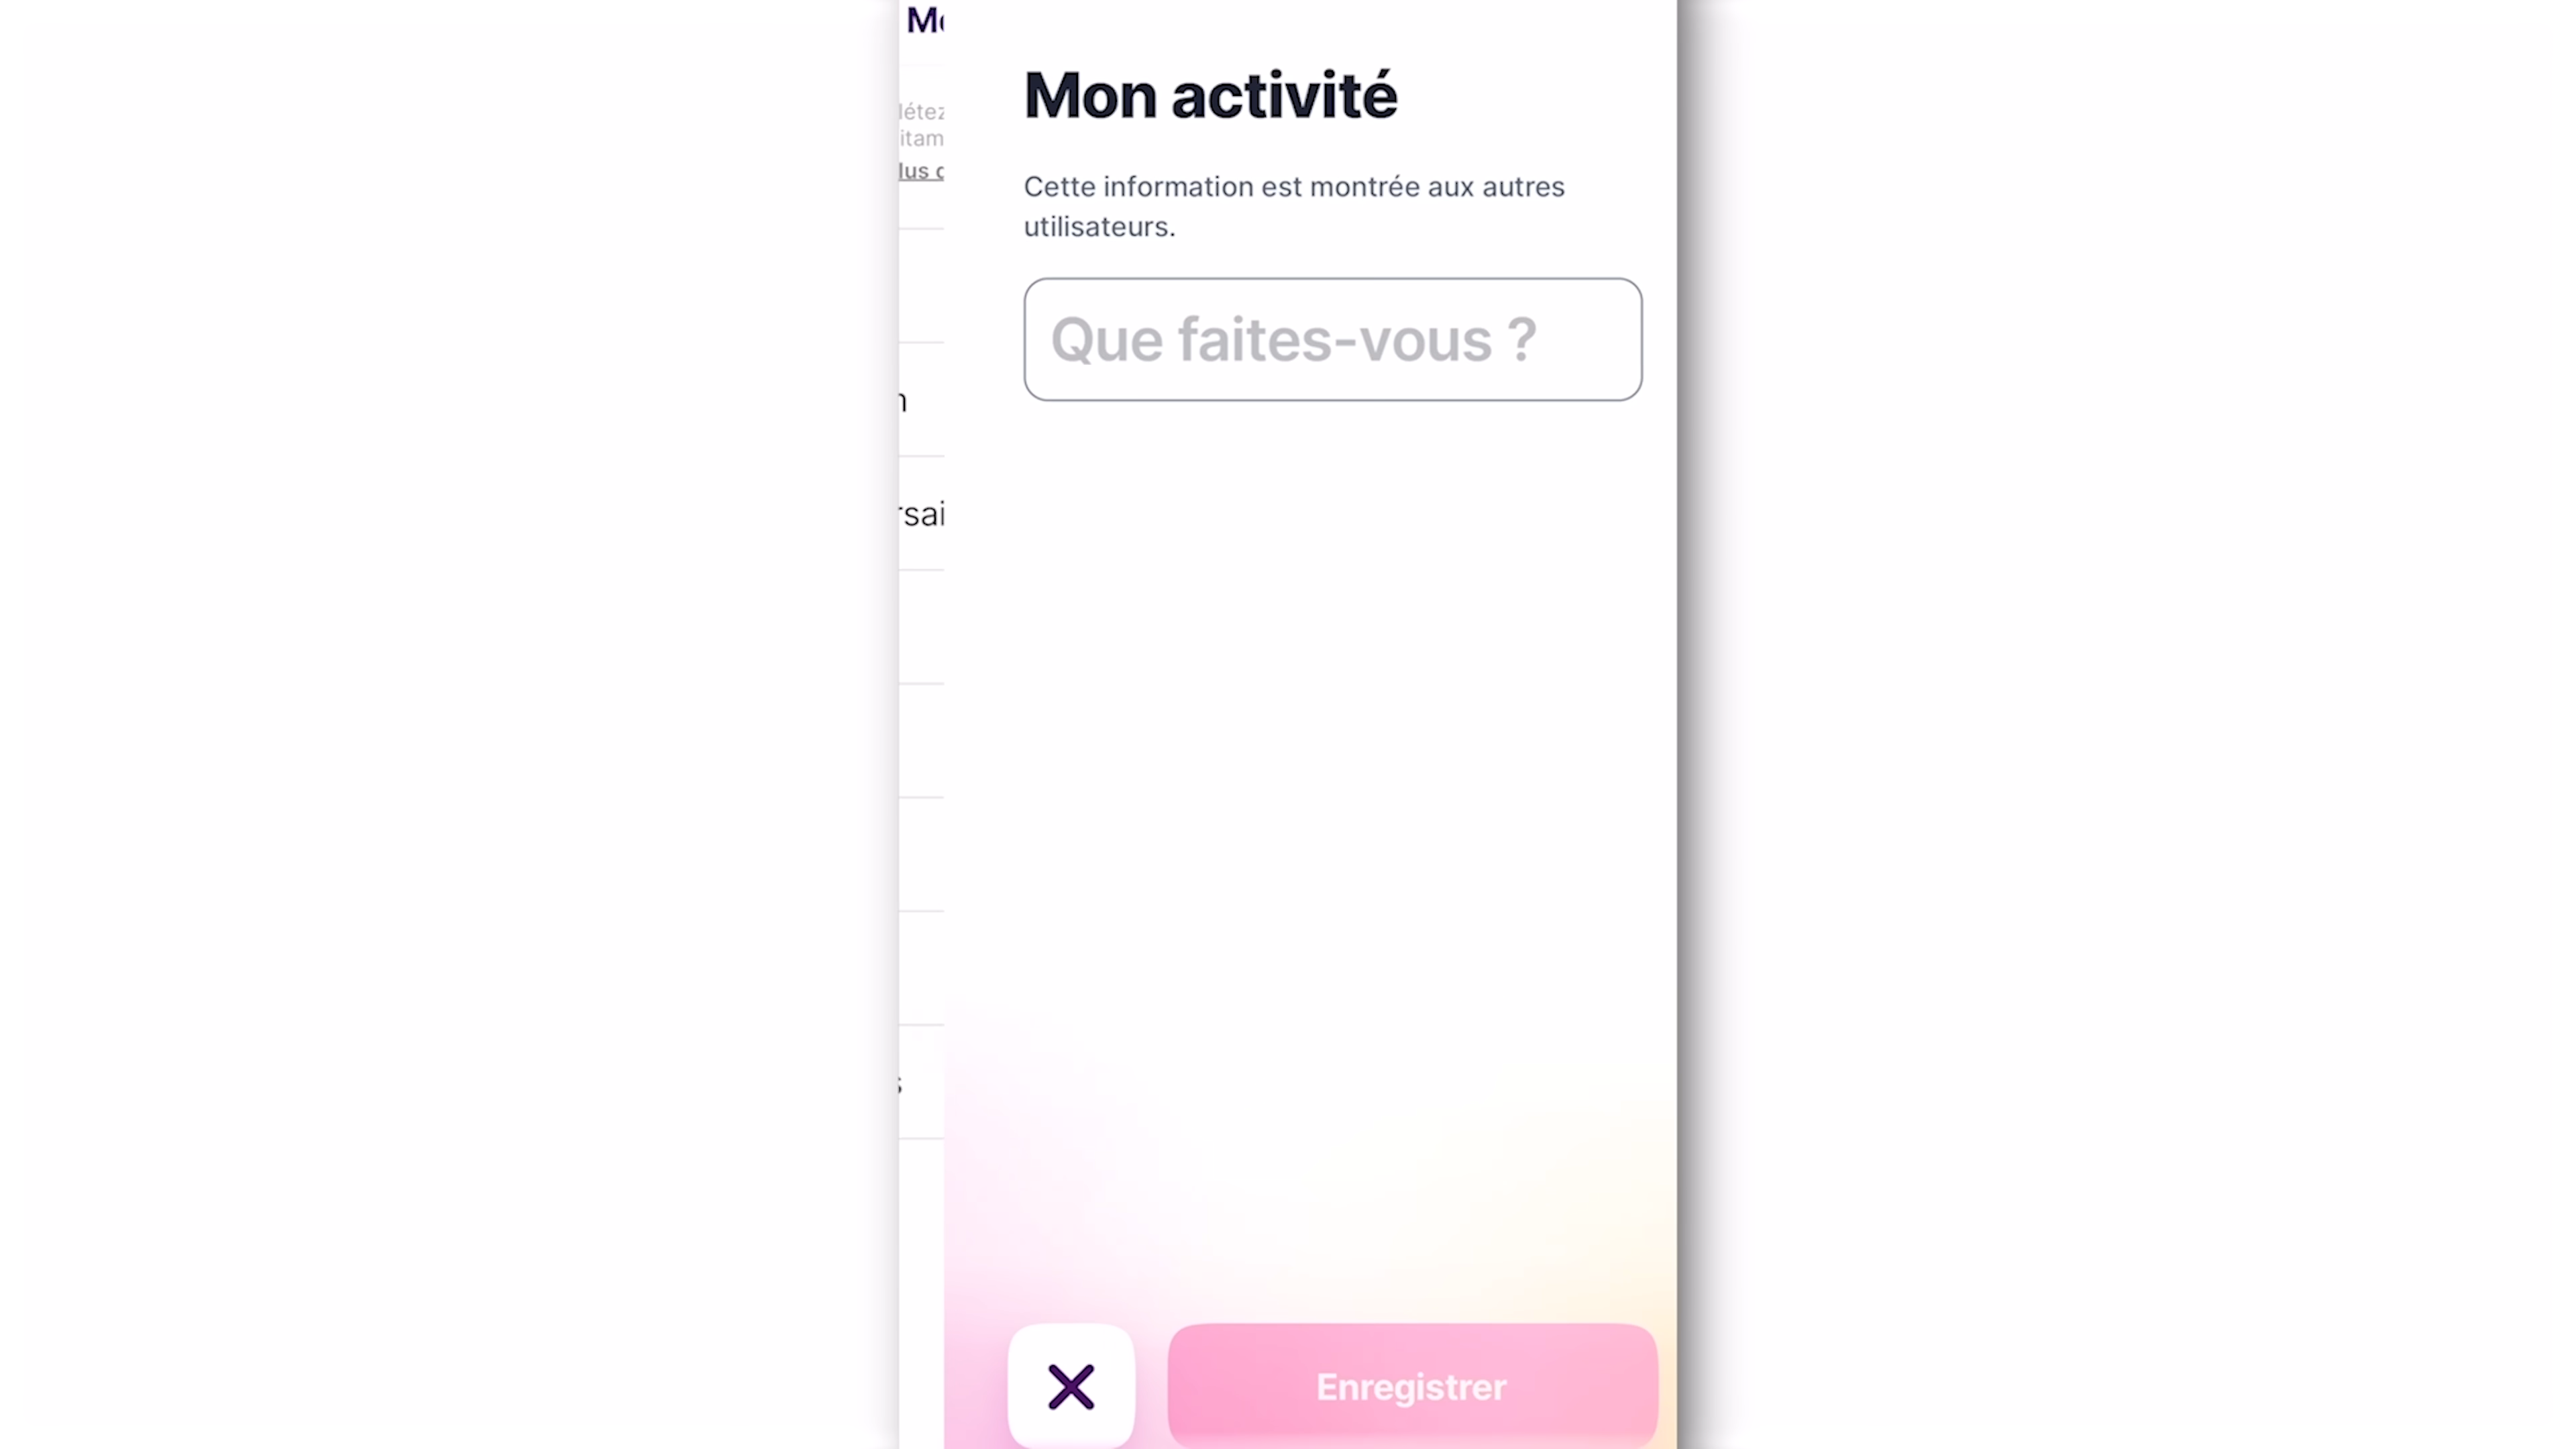 Mon activité
Cette information est montrée aux autres
utilisateurs.
Que faites-vous ?
Enregistrer